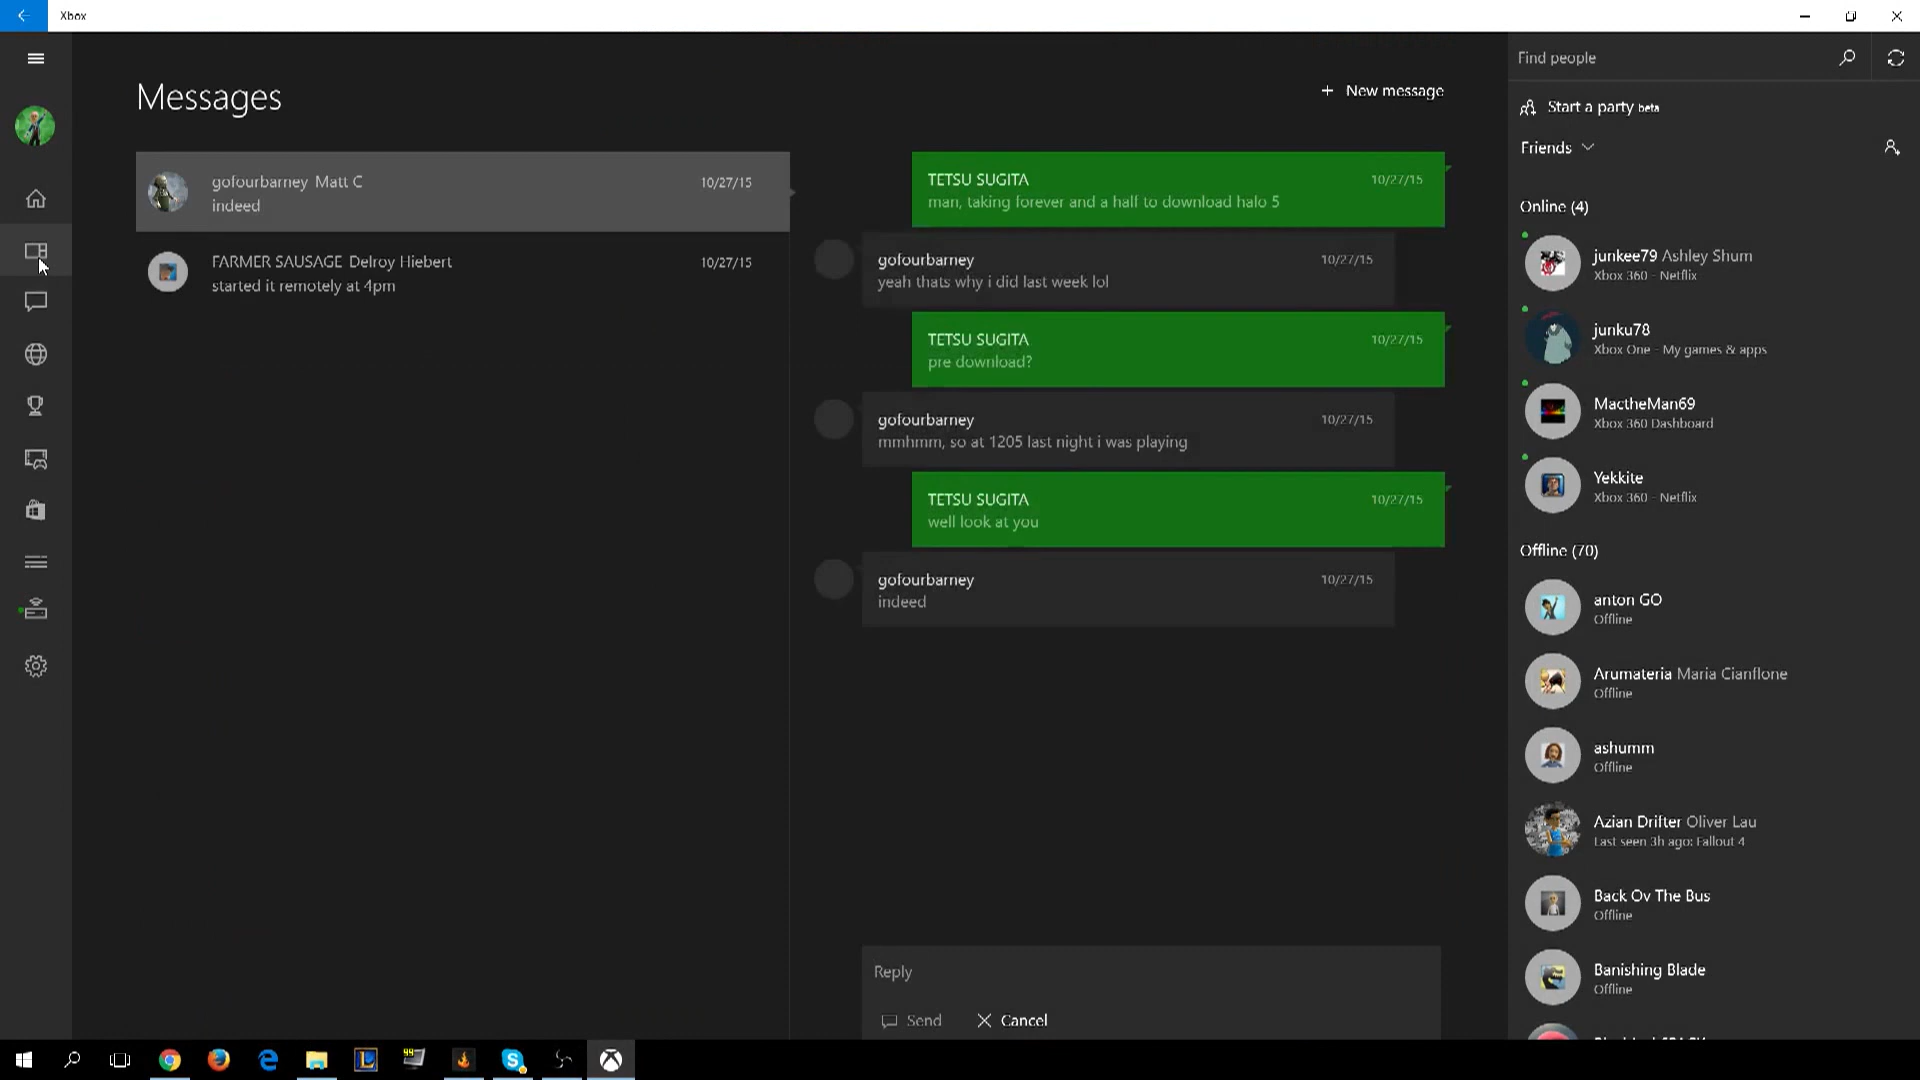 Xbox
Messages
+ New message
gofourbarney Matt C
10/27/15
indeed
FARMER SAUSAGE Delroy Hiebert
10/27/15
started it remotely at 4pm
TETSU SUGITA
10/27/15
man, taking forever and a half to download halo 5
gofourbarney
10/27/15
yeah thats why i did last week lol
TETSU SUGITA
10/27/15
pre download?
gofourbarney
10/27/15
mmhmm, so at 1205 last night i was playing
TETSU SUGITA
10/27/15
well look at you
gofourbarney
10/27/15
indeed
Reply
Send
Cancel
Find people
Start a party beta
Friends
Online (4)
junkee79 Ashley Shum
Xbox 360 - Netflix
junku78
Xbox One - My games & apps
MactheMan69
Xbox 360 Dashboard
Yekkite
Xbox 360 - Netflix
Offline (70)
anton GO
Offline
Arumateria Maria Cianflone
Offline
ashumm
Offline
Azian Drifter Oliver Lau
Last seen 3h ago: Fallout 4
Back Ov The Bus
Offline
Banishing Blade
Offline
99